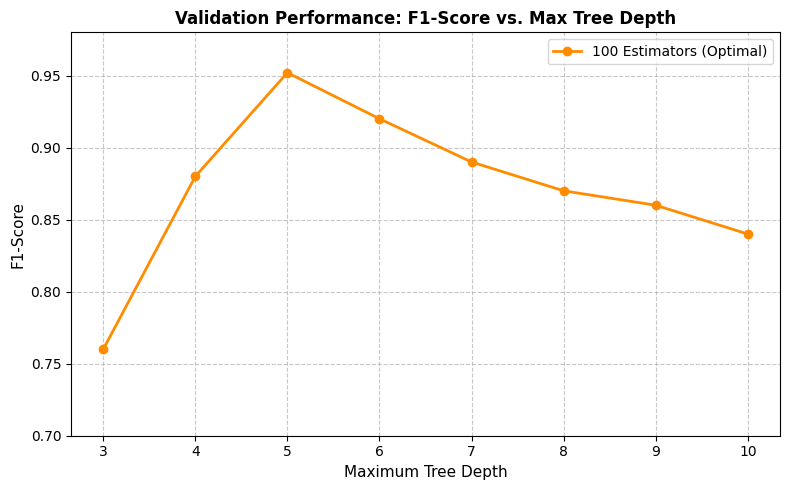 Validation Performance: F1-Score vs. Max Tree Depth
100 Estimators (Optimal)
F1-Score
0.95
0.90
0.85
0.80
0.75
0.70
3 4 5 6 7 8 9 10
Maximum Tree Depth